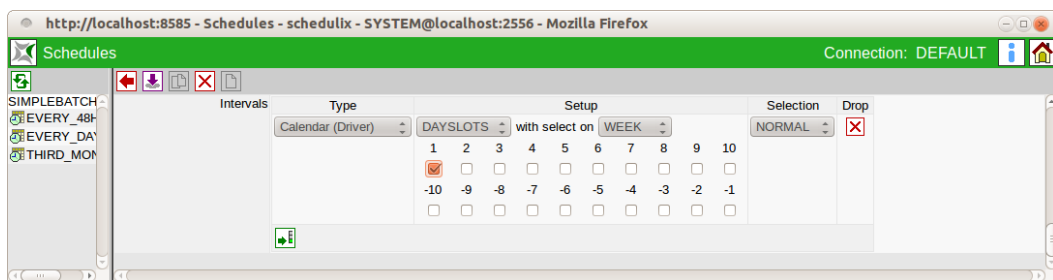 http://localhost:8585 - Schedules - schedulix - SYSTEM@localhost:2556 - Mozilla Firefox
Schedules
Connection: DEFAULT
SIMPLEBATCH
EVERY_48H
EVERY_DAY
THIRD_MON
Intervals Type Setup Selection Drop
Calendar (Driver) DAYSLOTS with select on WEEK NORMAL
1 2 3 4 5 6 7 8 9 10
-10 -9 -8 -7 -6 -5 -4 -3 -2 -1